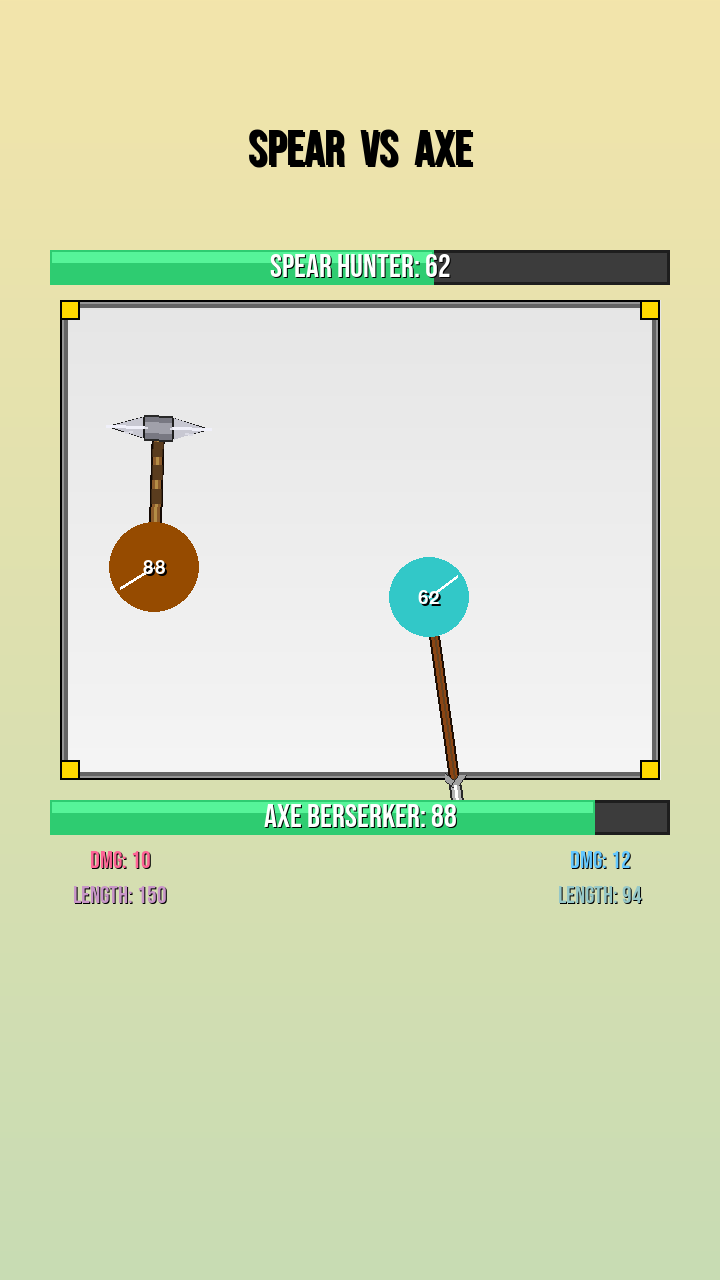 SPEAR VS AXE
SPEAR HUNTER: 62
88
62
AXE BERSERKER: 88
DMG: 10
DMG: 12
LENGTH: 150
LENGTH: 94